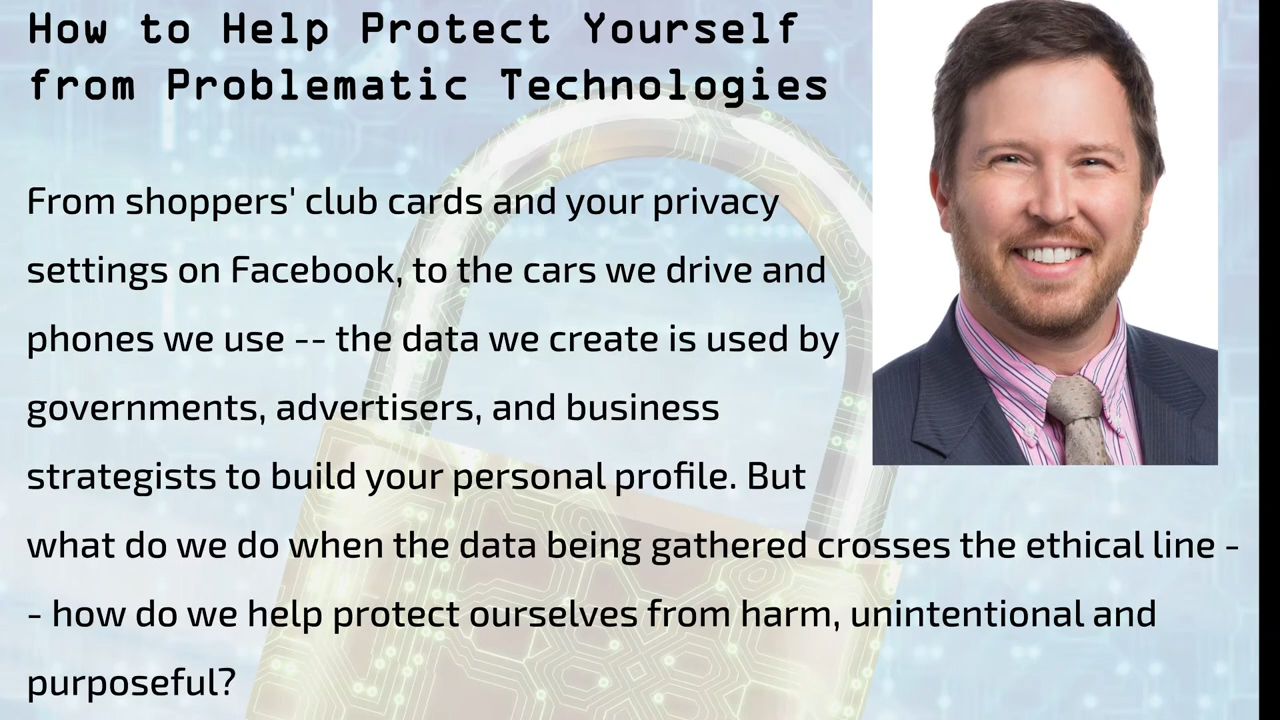 How to Help Protect Yourself
from Problematic Technologies
From shoppers' club cards and your privacy
settings on Facebook, to the cars we drive and
phones we use -- the data we create is used by
governments, advertisers, and business
strategists to build your personal profile. But
what do we do when the data being gathered crosses the ethical line -
- how do we help protect ourselves from harm, unintentional and
purposeful?